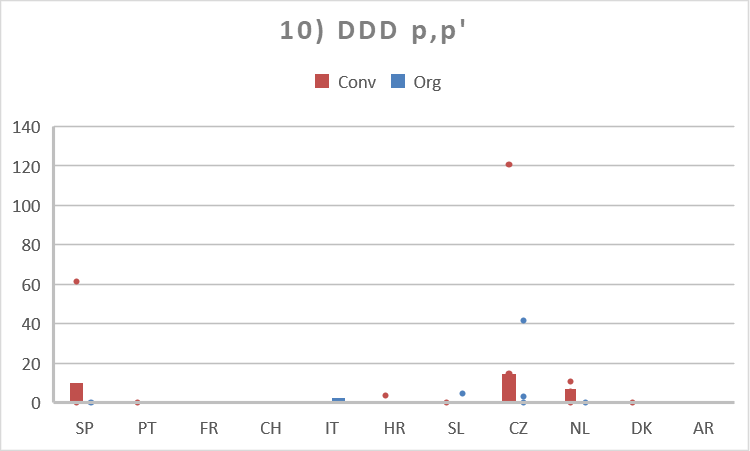 10) DDD p,p'
Conv Org
140
120
100
80
60
40
20
0
SP PT FR CH IT HR SL CZ NL DK AR